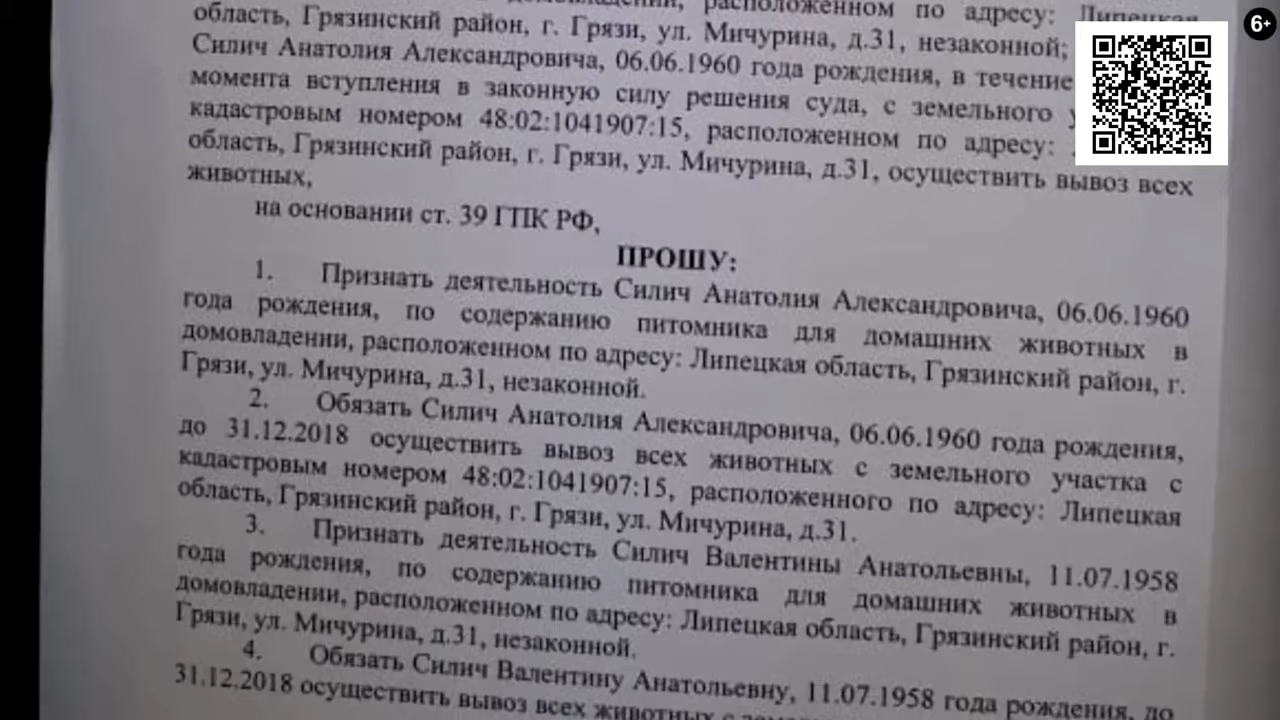 расположенном по адресу: Липецкая
область, Грязинский район, г. Грязи, ул. Мичурина, д.31, незаконной;
Силич Анатолия Александровича, 06.06.1960 года рождения, в течение
момента вступления в законную силу решения суда, с земельного
кадастровым номером 48:02:1041907:15, расположенном по адресу:
область, Грязинский район, г. Грязи, ул. Мичурина, д.31, осуществить вывоз всех
животных,
на основании ст. 39 ГПК РФ,
ПРОШУ:
1. Признать деятельность Силич Анатолия Александровича, 06.06.1960
года рождения, по содержанию питомника для домашних животных в
домовладении, расположенном по адресу: Липецкая область, Грязинский район, г.
Грязи, ул. Мичурина, д.31, незаконной.
2. Обязать Силич Анатолия Александровича, 06.06.1960 года рождения,
до 31.12.2018 осуществить вывоз всех животных с земельного участка с
кадастровым номером 48:02:1041907:15, расположенного по адресу: Липецкая
область, Грязинский район, г. Грязи, ул. Мичурина, д.31.
3. Признать деятельность Силич Валентины Анатольевны, 11.07.1958
года рождения, по содержанию питомника для домашних животных в
домовладении, расположенном по адресу: Липецкая область, Грязинский район, г.
Грязи, ул. Мичурина, д.31, незаконной.
4. Обязать Силич Валентину Анатольевну, 11.07.1958 года рождения, до
31.12.2018 осуществить вывоз всех животных с
6+